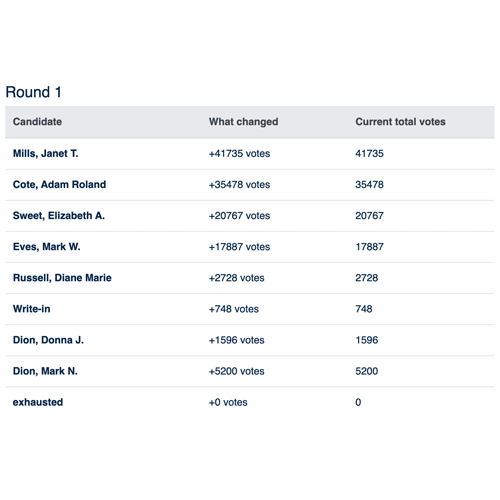 Round 1
Candidate What changed Current total votes
Mills, Janet T. +41735 votes 41735
Cote, Adam Roland +35478 votes 35478
Sweet, Elizabeth A. +20767 votes 20767
Eves, Mark W. +17887 votes 17887
Russell, Diane Marie +2728 votes 2728
Write-in +748 votes 748
Dion, Donna J. +1596 votes 1596
Dion, Mark N. +5200 votes 5200
exhausted +0 votes 0